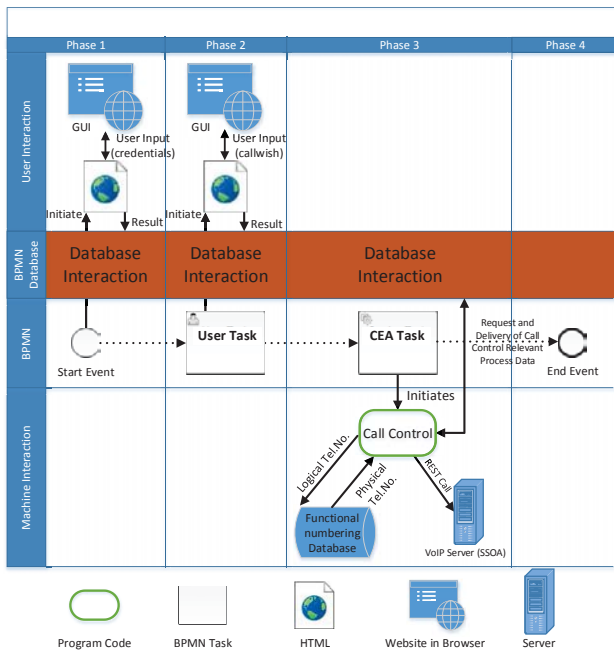 Phase 1
Phase 2
Phase 3
Phase 4
User Interaction
GUI
User Input
(credentials)
Initiate
Result
GUI
User Input
(callwish)
Initiate
Result
BPMN
Database
Database
Interaction
Database
Interaction
Database
Interaction
BPMN
Start Event
User Task
CEA Task
Request and
Delivery of Call
Control Relevant
Process Data
End Event
Machine Interaction
Initiates
Call Control
Logical Tel.No.
Physical
Tel.No.
REST Call
Functional
numbering
Database
VoIP Server (SSOA)
Program Code
BPMN Task
HTML
Website in Browser
Server